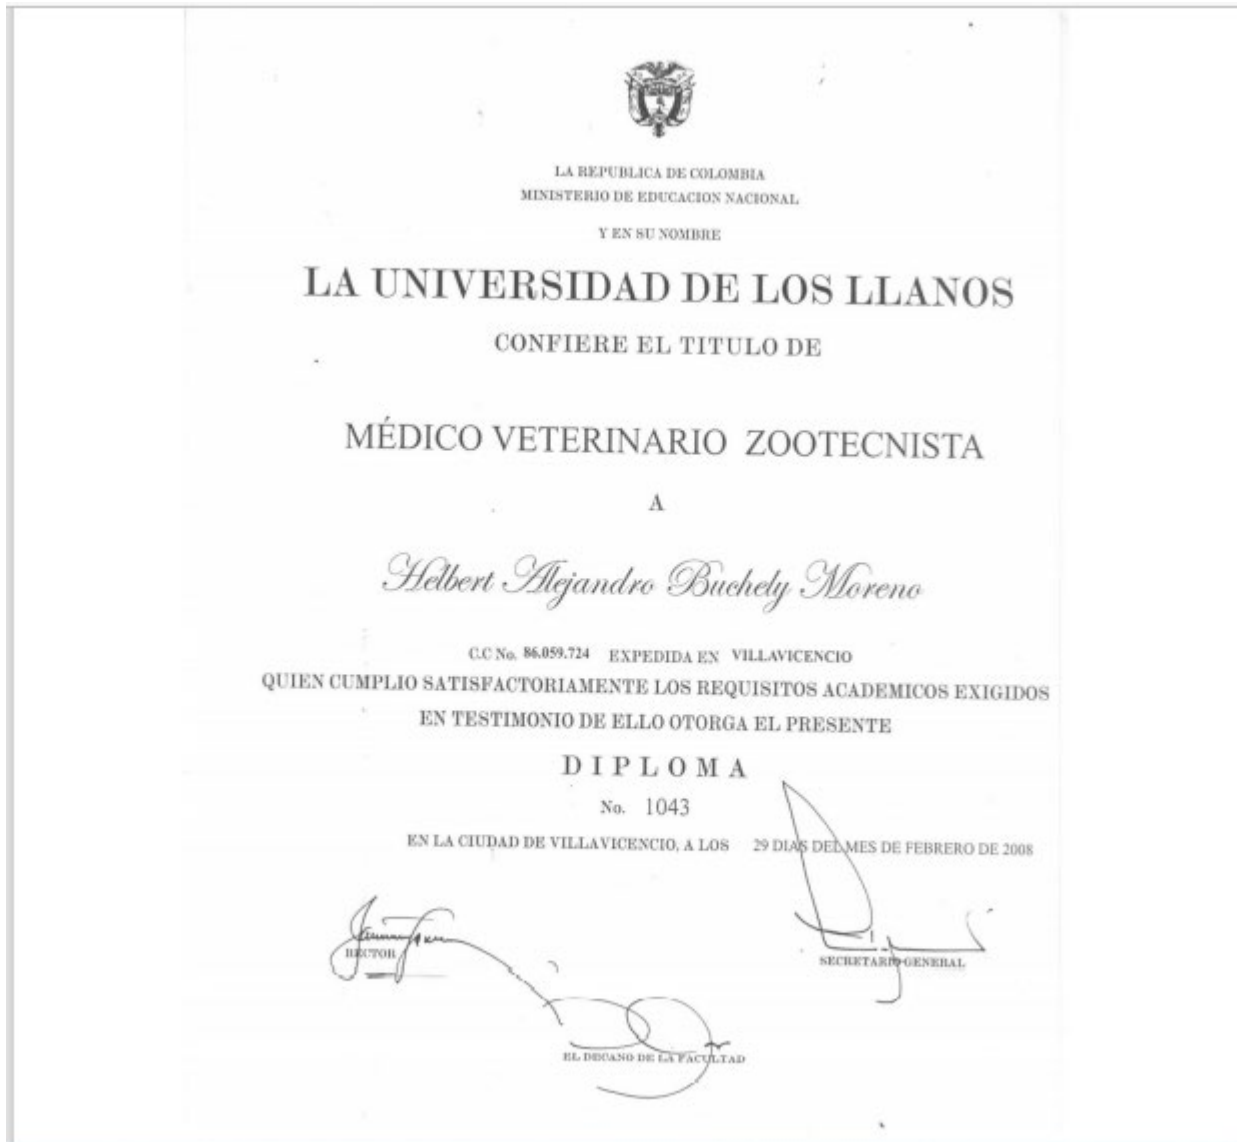 LA REPUBLICA DE COLOMBIA
MINISTERIO DE EDUCACION NACIONAL
Y EN SU NOMBRE
LA UNIVERSIDAD DE LOS LLANOS
CONFIERE EL TITULO DE
MÉDICO VETERINARIO ZOOTECNISTA
A
Helbert Alejandro Buchely Moreno
C.C No. 86.059.724 EXPEDIDA EN VILLAVICENCIO
QUIEN CUMPLIO SATISFACTORIAMENTE LOS REQUISITOS ACADEMICOS EXIGIDOS
EN TESTIMONIO DE ELLO OTORGA EL PRESENTE
DIPLOMA
No. 1043
EN LA CIUDAD DE VILLAVICENCIO, A LOS 29 DIAS DEL MES DE FEBRERO DE 2008
RECTOR
SECRETARIO GENERAL
EL DECANO DE LA FACULTAD